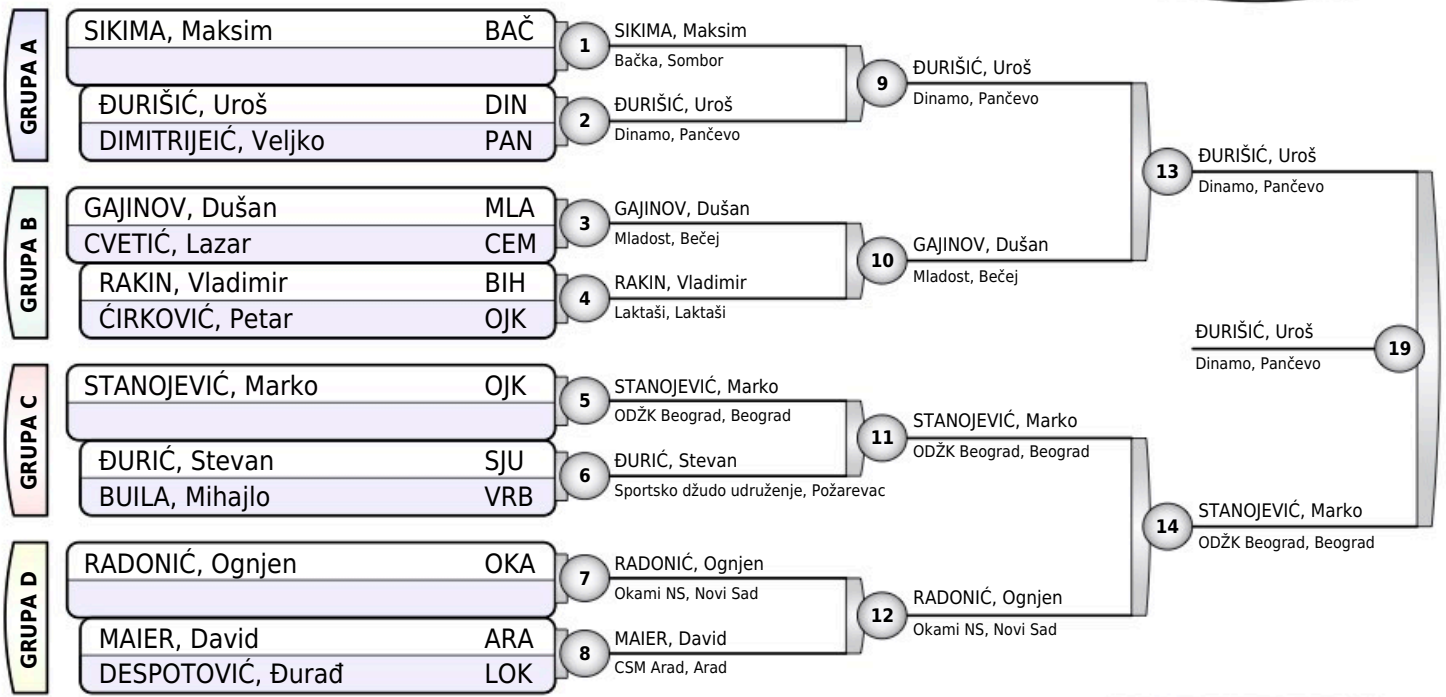 GRUPA A
SIKIMA, Maksim BAČ
ĐURIŠIĆ, Uroš DIN
DIMITRIJEIĆ, Veljko PAN
1
SIKIMA, Maksim
Bačka, Sombor
2
ĐURIŠIĆ, Uroš
Dinamo, Pančevo
9
ĐURIŠIĆ, Uroš
Dinamo, Pančevo
GRUPA B
GAJINOV, Dušan MLA
CVETIĆ, Lazar CEM
RAKIN, Vladimir BIH
ĆIRKOVIĆ, Petar OJK
3
GAJINOV, Dušan
Mladost, Bečej
4
RAKIN, Vladimir
Laktaši, Laktaši
10
GAJINOV, Dušan
Mladost, Bečej
13
ĐURIŠIĆ, Uroš
Dinamo, Pančevo
GRUPA C
STANOJEVIĆ, Marko OJK
ĐURIĆ, Stevan SJU
BUILA, Mihajlo VRB
5
STANOJEVIĆ, Marko
ODŽK Beograd, Beograd
6
ĐURIĆ, Stevan
Sportsko džudo udruženje, Požarevac
11
STANOJEVIĆ, Marko
ODŽK Beograd, Beograd
GRUPA D
RADONIĆ, Ognjen OKA
MAIER, David ARA
DESPOTOVIĆ, Đurađ LOK
7
RADONIĆ, Ognjen
Okami NS, Novi Sad
8
MAIER, David
CSM Arad, Arad
12
RADONIĆ, Ognjen
Okami NS, Novi Sad
14
STANOJEVIĆ, Marko
ODŽK Beograd, Beograd
ĐURIŠIĆ, Uroš
Dinamo, Pančevo
19